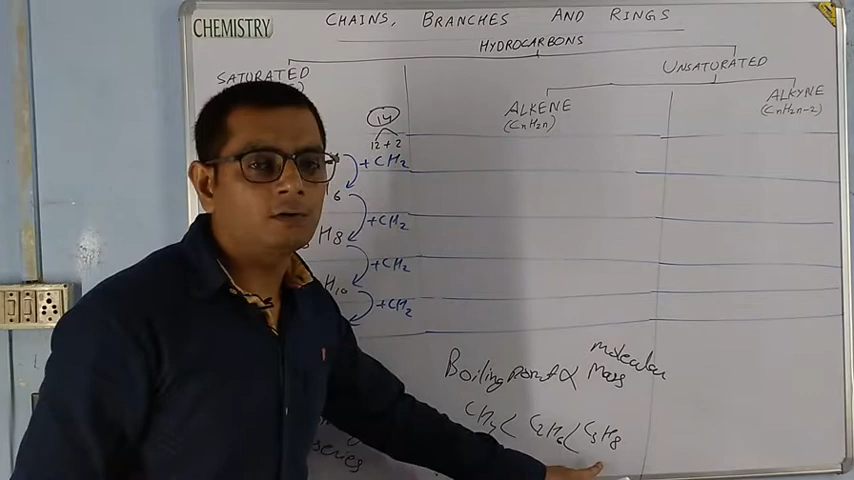 CHEMISTRY
CHAINS, BRANCHES AND RINGS
HYDROCARBONS
SATURATED
UNSATURATED
ALKENE
(CnH2n)
ALKYNE
(CnH2n-2)
14
12 + 2
+ CH2
6
+ CH2
H8
+ CH2
H10
+ CH2
Boiling point ∝ molecular mass
CH4 < C2H6 < C3H8
series